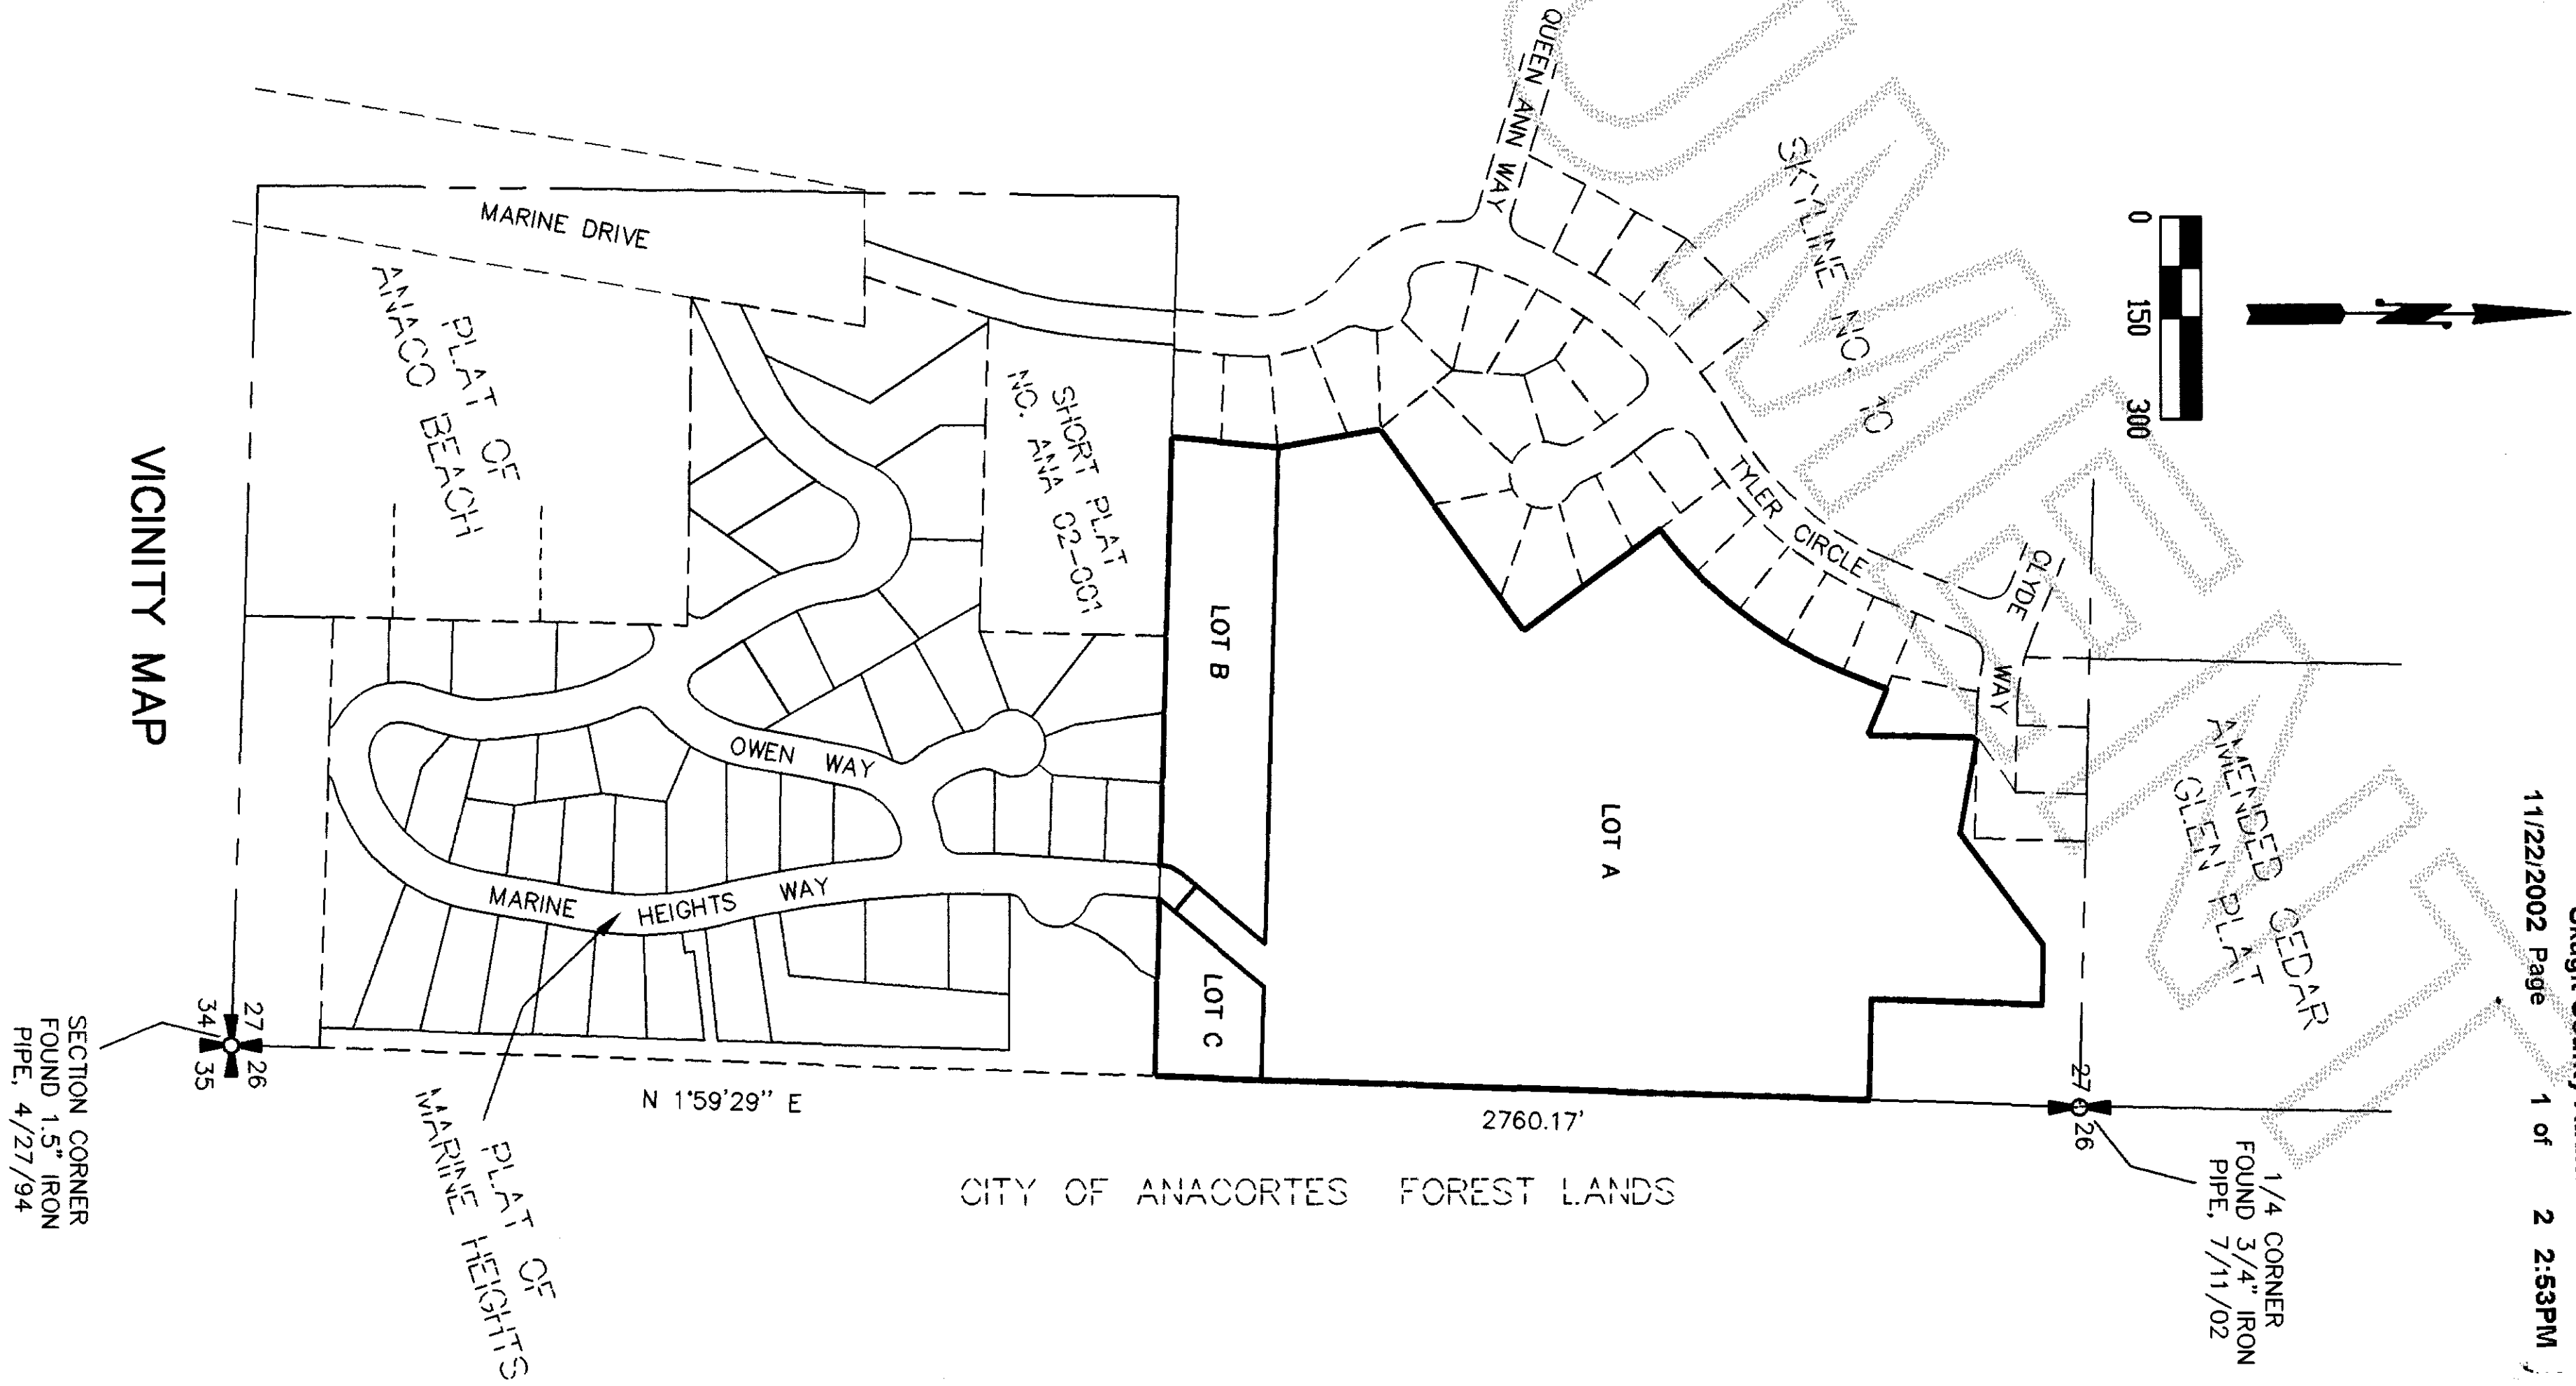 Page
11/22/2002
1 of
2 2:53PM
0
150
300
QUEEN ANN WAY
SKYLINE NO. 10
TYLER CIRCLE
CLYDE
WAY
AMENDED CEDAR
GLEN PLAT
MARINE DRIVE
PLAT OF
ANACO BEACH
SHORT PLAT
NO. ANA 02-001
LOT A
LOT B
LOT C
OWEN WAY
MARINE HEIGHTS WAY
PLAT OF
MARINE HEIGHTS
27
26
1/4 CORNER
FOUND 3/4" IRON
PIPE, 7/11/02
2760.17'
N 1°59'29" E
CITY OF ANACORTES FOREST LANDS
27
26
34
35
SECTION CORNER
FOUND 1.5" IRON
PIPE, 4/27/94
VICINITY MAP